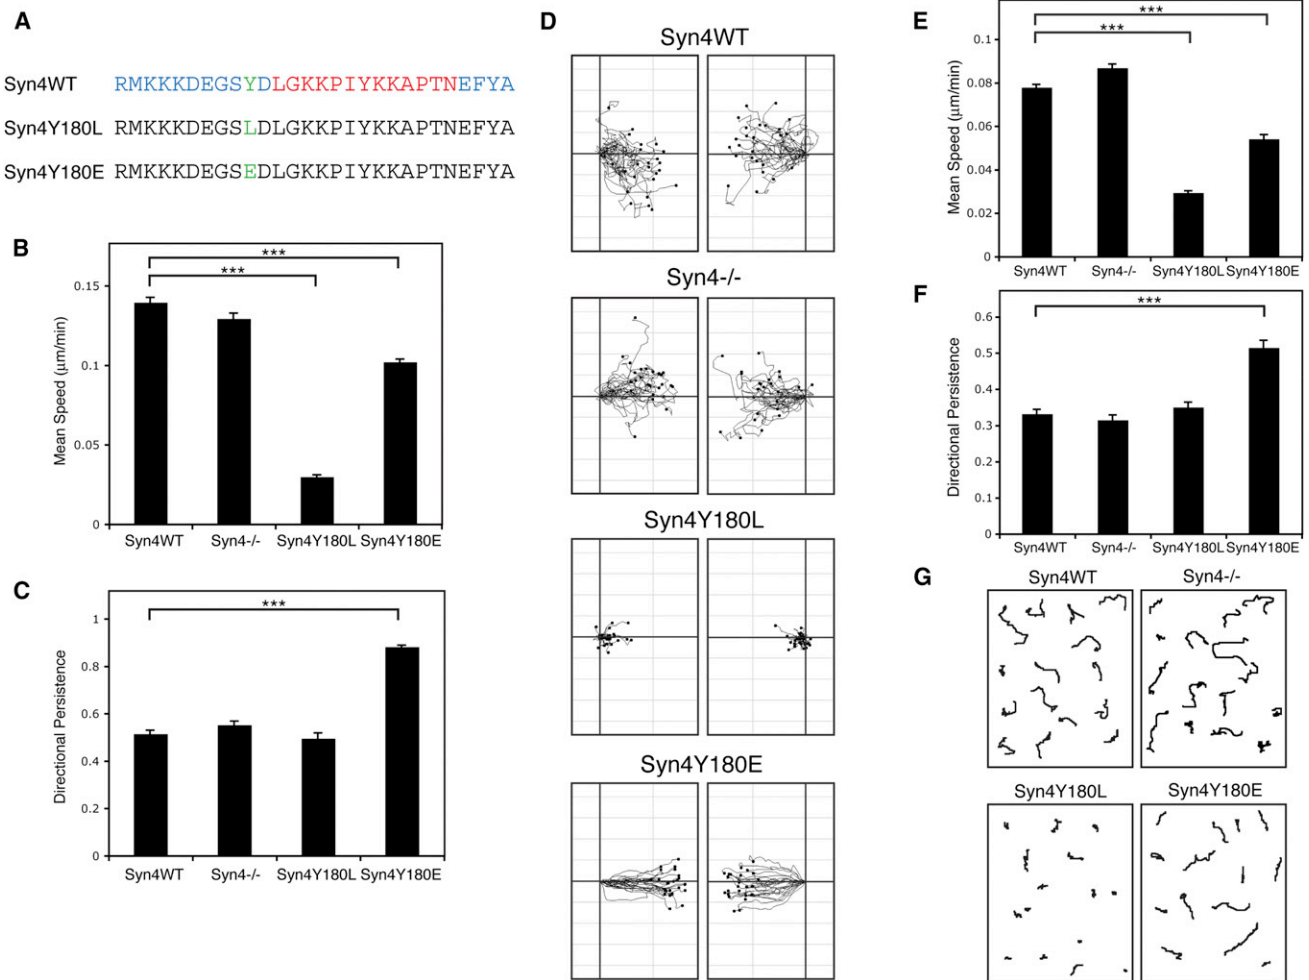 A
Syn4WT RMKKKDEGSYDLGKKPIYKKAPTNEFYA
Syn4Y180L RMKKKDEGSLDLGKKPIYKKAPTNEFYA
Syn4Y180E RMKKKDEGSEDLGKKPIYKKAPTNEFYA
B
***
***
Mean Speed (μm/min)
0.15
0.1
0.05
0
Syn4WT Syn4-/- Syn4Y180L Syn4Y180E
C
***
Directional Persistence
1
0.8
0.6
0.4
0.2
0
Syn4WT Syn4-/- Syn4Y180L Syn4Y180E
D
Syn4WT
Syn4-/-
Syn4Y180L
Syn4Y180E
E
***
***
Mean Speed (μm/min)
0.1
0.08
0.06
0.04
0.02
0
Syn4WT Syn4-/- Syn4Y180L Syn4Y180E
F
***
Directional Persistence
0.6
0.5
0.4
0.3
0.2
0.1
0
Syn4WT Syn4-/- Syn4Y180L Syn4Y180E
G
Syn4WT Syn4-/-
Syn4Y180L Syn4Y180E